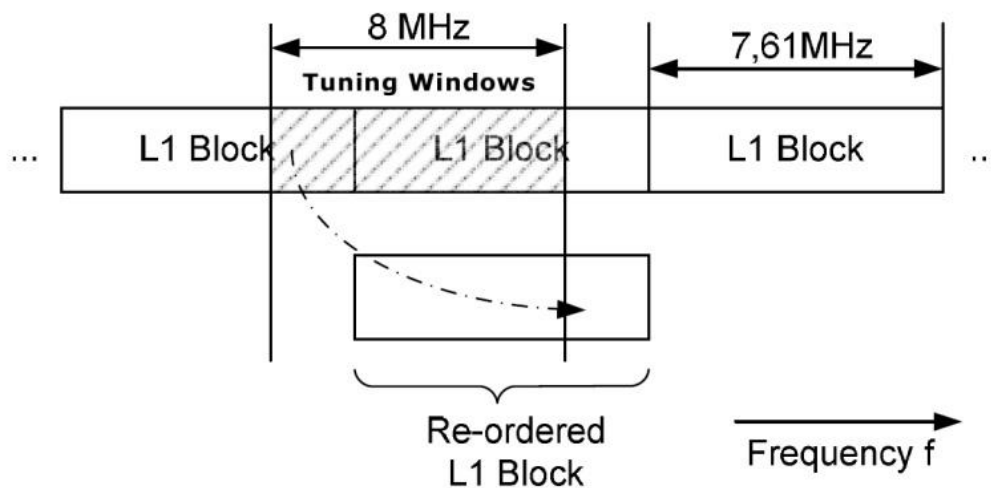 8 MHz
7,61MHz
Tuning Windows
... L1 Block L1 Block L1 Block ..
Re-ordered
L1 Block
Frequency f